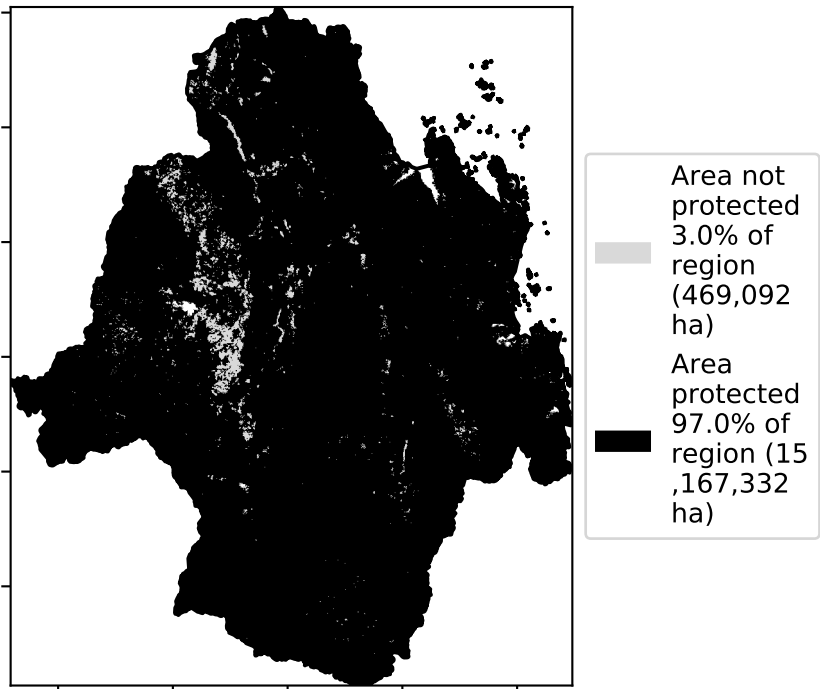 Area not
protected
3.0% of
region
(469,092
ha)
Area
protected
97.0% of
region (15
,167,332
ha)